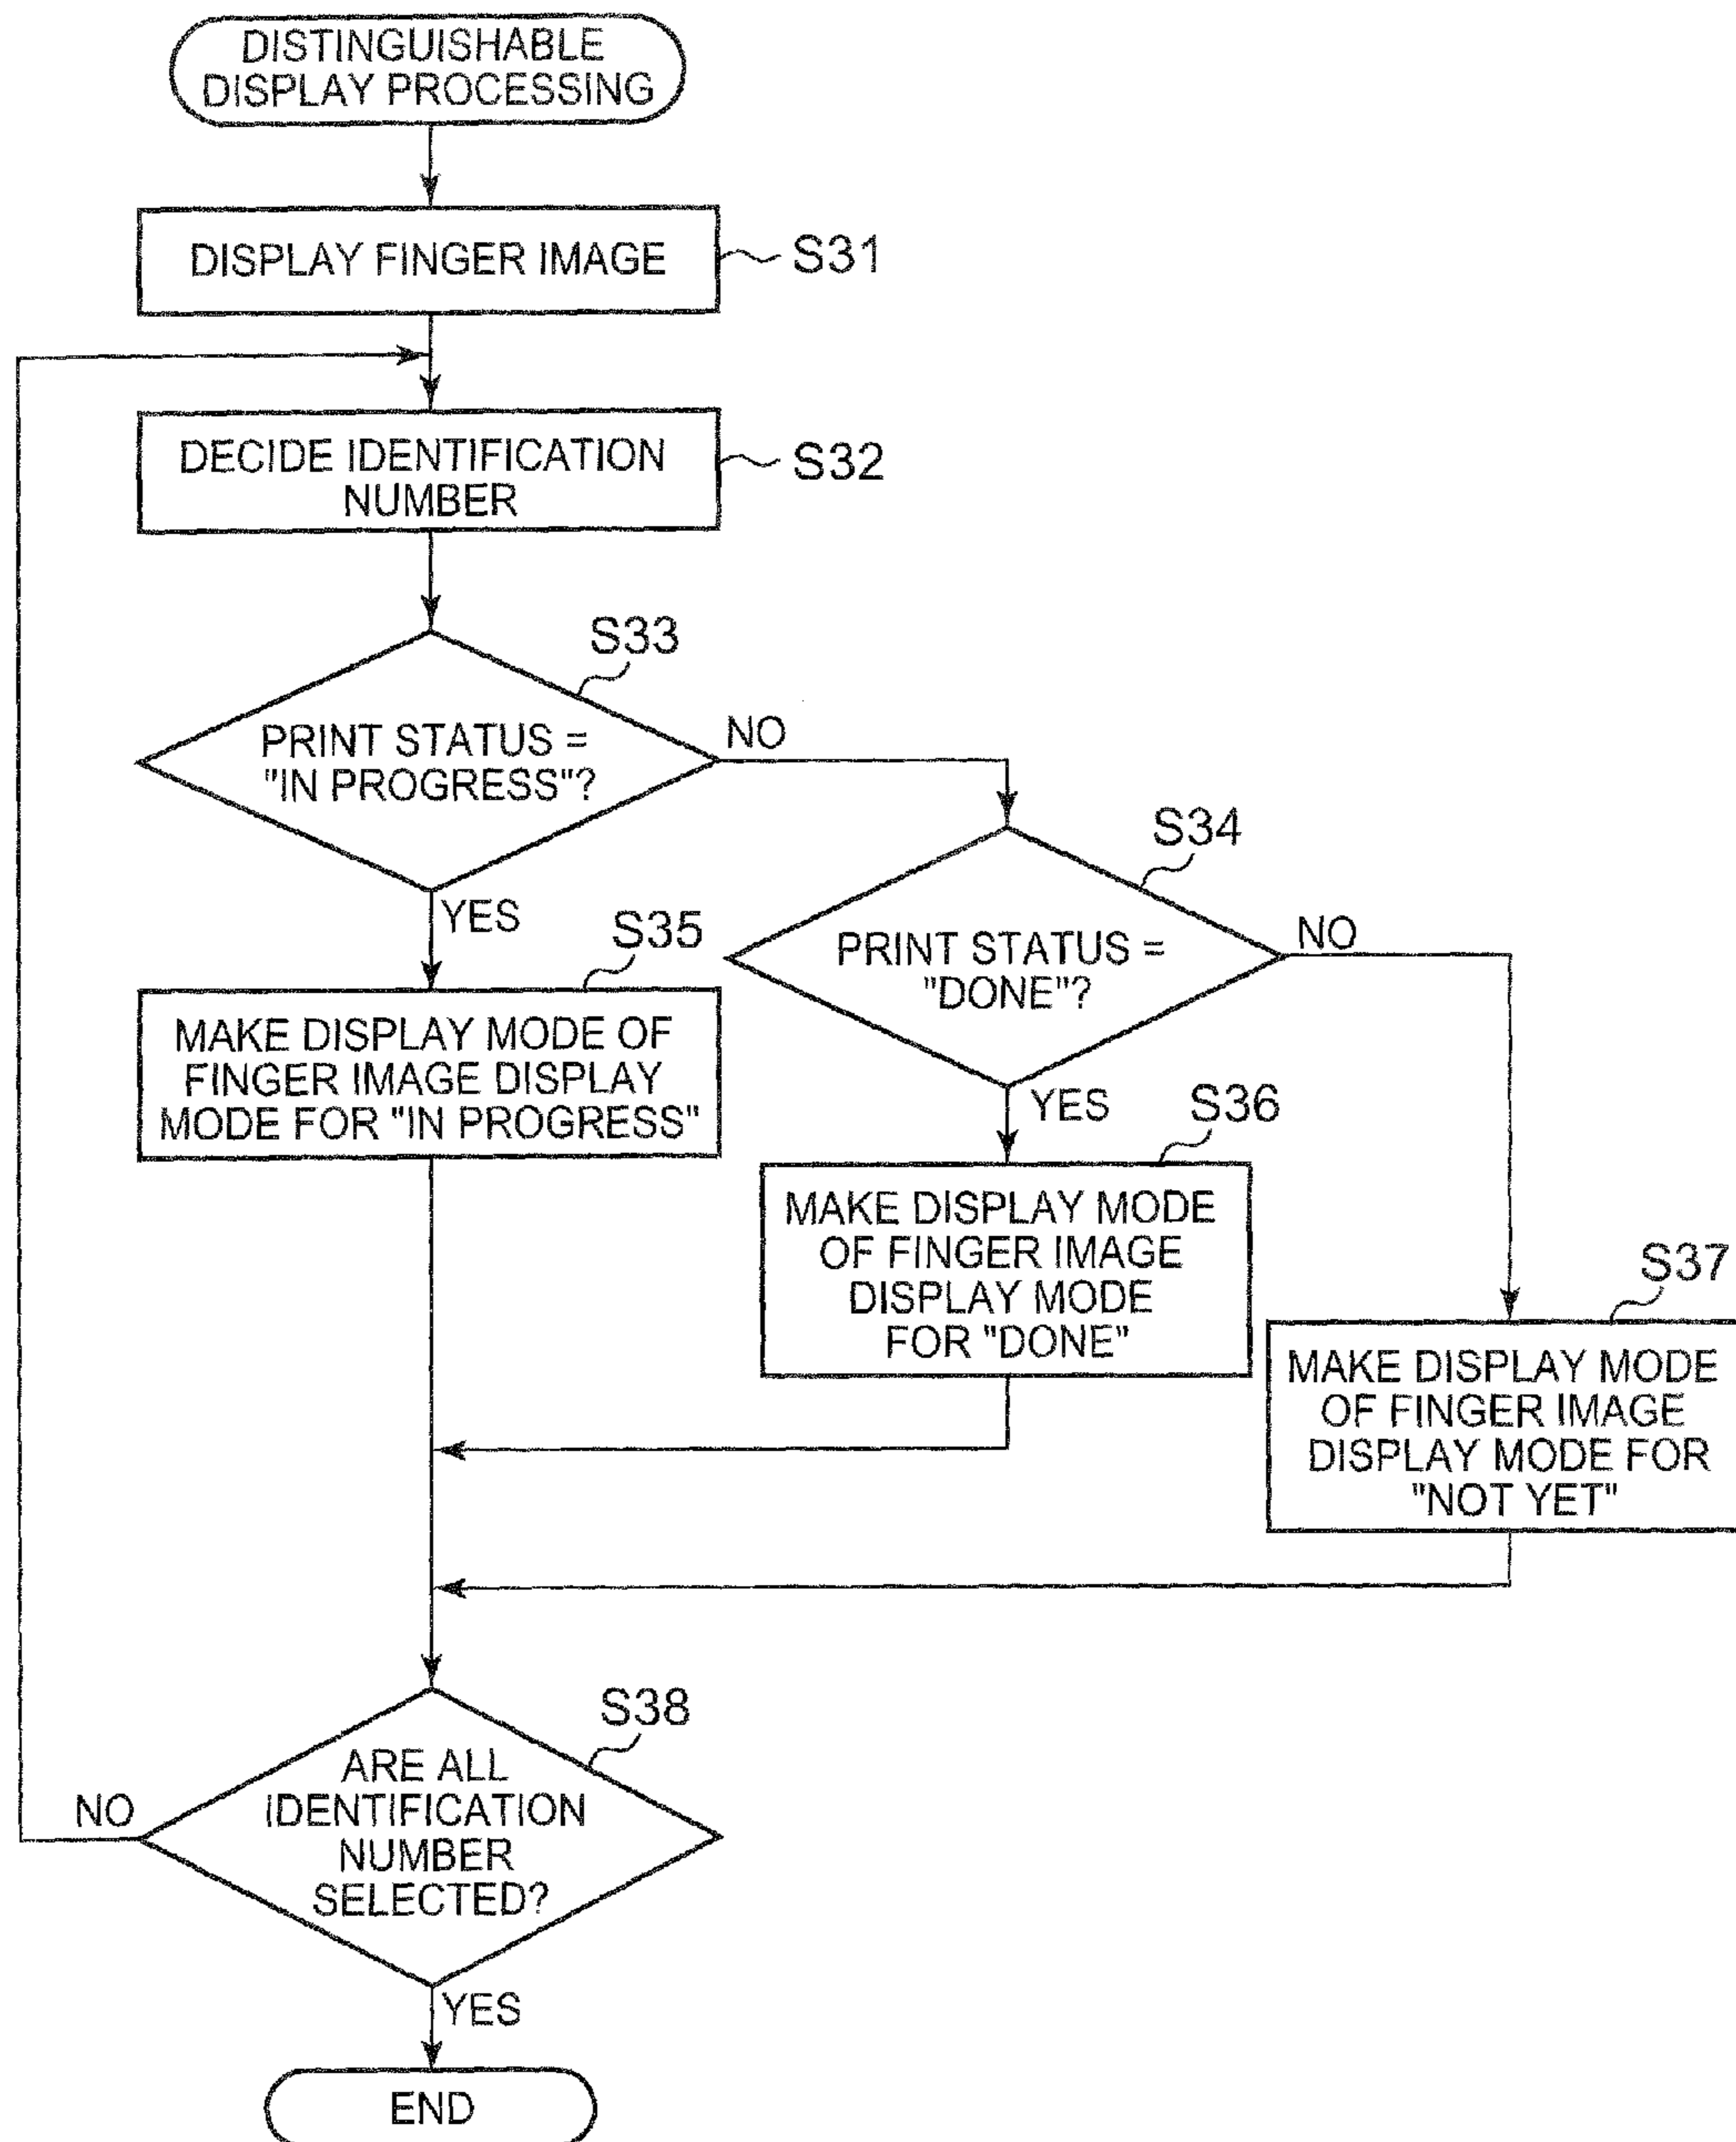 DISTINGUISHABLE
DISPLAY PROCESSING
DISPLAY FINGER IMAGE
S31
DECIDE IDENTIFICATION
NUMBER
S32
S33
PRINT STATUS =
"IN PROGRESS"?
NO
YES
S34
PRINT STATUS =
"DONE"?
NO
YES
S35
MAKE DISPLAY MODE OF
FINGER IMAGE DISPLAY
MODE FOR "IN PROGRESS"
S36
MAKE DISPLAY MODE
OF FINGER IMAGE
DISPLAY MODE
FOR "DONE"
S37
MAKE DISPLAY MODE
OF FINGER IMAGE
DISPLAY MODE FOR
"NOT YET"
S38
ARE ALL
IDENTIFICATION
NUMBER
SELECTED?
NO
YES
END